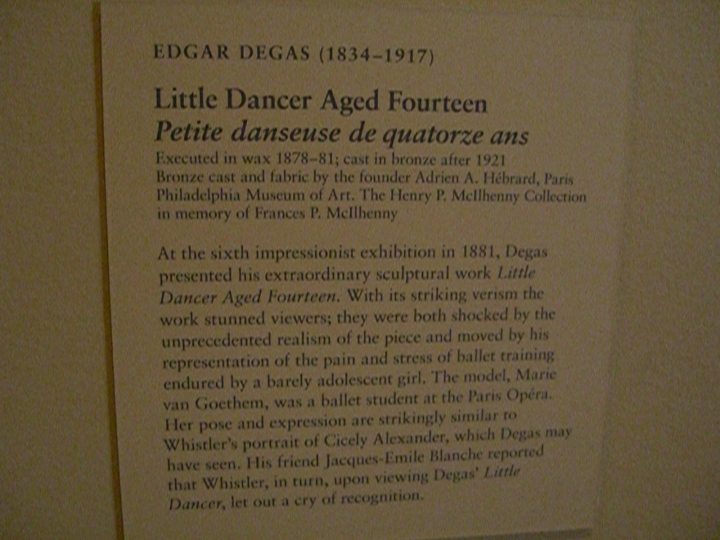 EDGAR DEGAS (1834–1917)
Little Dancer Aged Fourteen
Petite danseuse de quatorze ans
Executed in wax 1878–81; cast in bronze after 1921
Bronze cast and fabric by the founder Adrien A. Hébrard, Paris
Philadelphia Museum of Art. The Henry P. McIlhenny Collection
in memory of Frances P. McIlhenny
At the sixth impressionist exhibition in 1881, Degas
presented his extraordinary sculptural work Little
Dancer Aged Fourteen. With its striking verism the
work stunned viewers; they were both shocked by the
unprecedented realism of the piece and moved by his
representation of the pain and stress of ballet training
endured by a barely adolescent girl. The model, Marie
van Goethem, was a ballet student at the Paris Opéra.
Her pose and expression are strikingly similar to
Whistler's portrait of Cicely Alexander, which Degas may
have seen. His friend Jacques-Emile Blanche reported
that Whistler, in turn, upon viewing Degas' Little
Dancer, let out a cry of recognition.